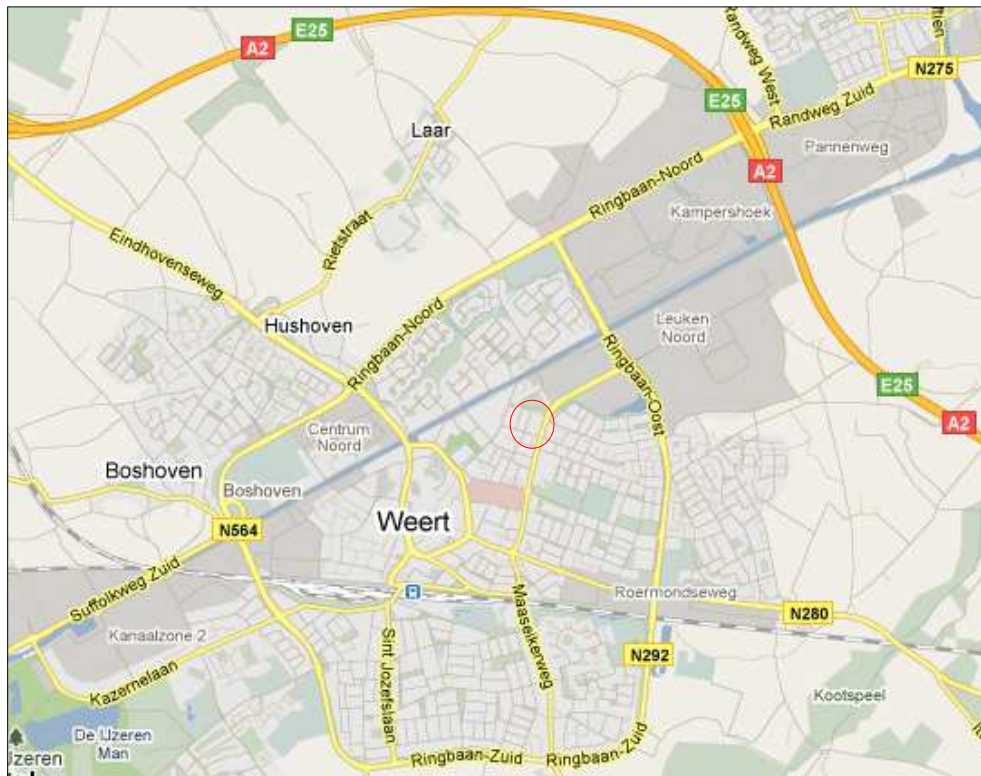 E25
A2
Randweg West
N275
E25
Randweg Zuid
Laar
Pannenweg
Ringbaan-Noord
A2
Kampershoek
Rietstraat
Eindhovenseweg
Leuken
Noord
Hushoven
Ringbaan-Noord
Ringbaan-Oost
E25
A2
Centrum
Noord
Boshoven
Boshoven
Weert
N564
Suffolkweg Zuid
Roermondseweg
Maaseikerweg
N280
Kanaalzone 2
Sint Jozefslaan
N292
Kazernelaan
Kootspeel
De IJzeren
Man
IJzeren
Ringbaan-Zuid
Ringbaan-Zuid